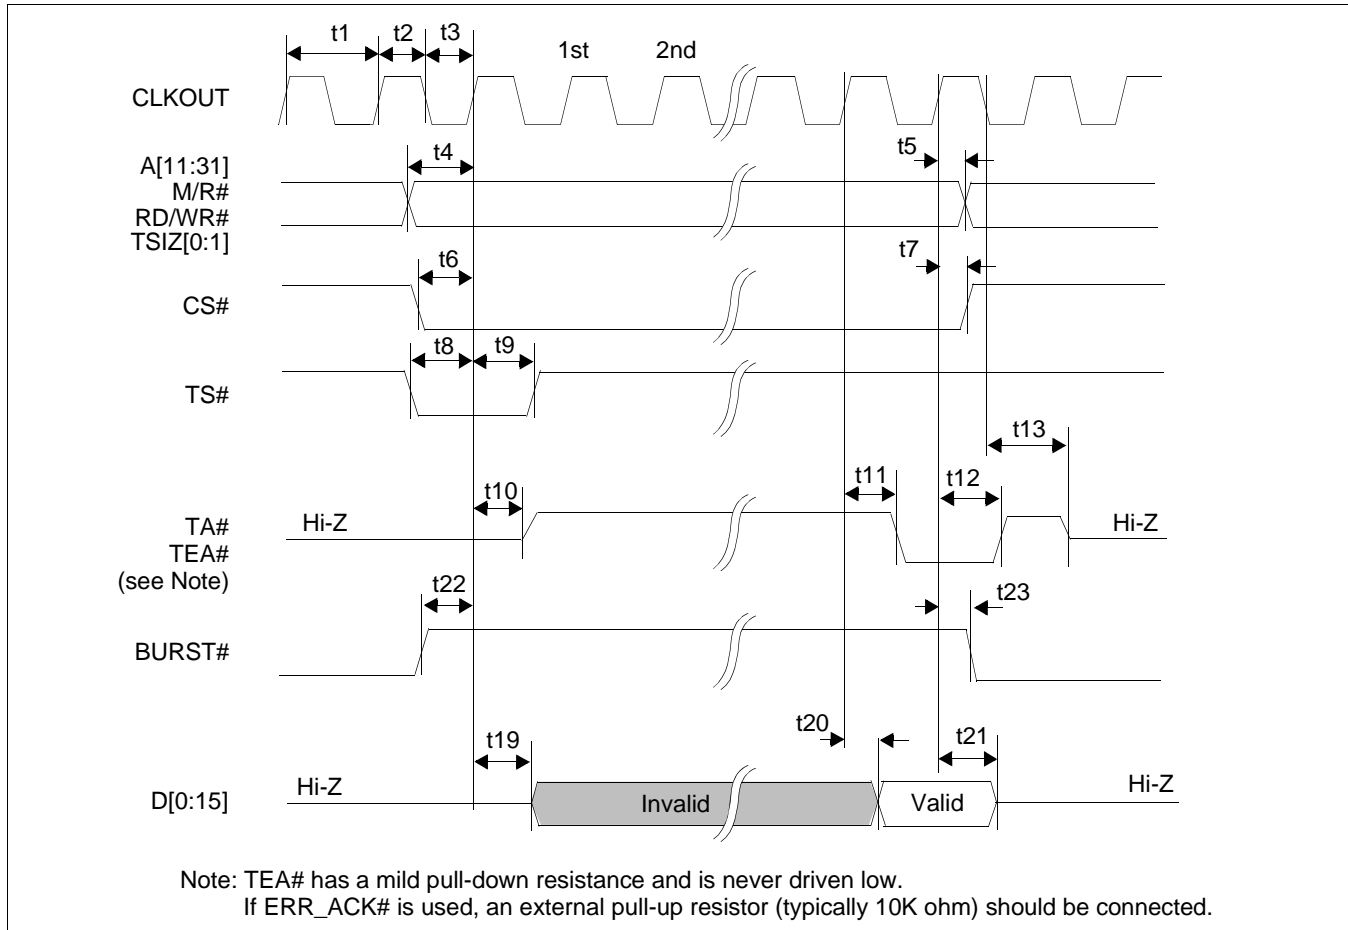 t1 t2 t3
1st 2nd
CLKOUT
t4 t5
A[11:31]
M/R#
RD/WR#
TSIZ[0:1]
t6 t7
CS#
t8 t9
TS#
t13
t10 t11 t12
Hi-Z Hi-Z
TA#
TEA#
(see Note)
t22 t23
BURST#
t19 t20 t21
Hi-Z Hi-Z
D[0:15] Invalid Valid
Note: TEA# has a mild pull-down resistance and is never driven low.
If ERR_ACK# is used, an external pull-up resistor (typically 10K ohm) should be connected.